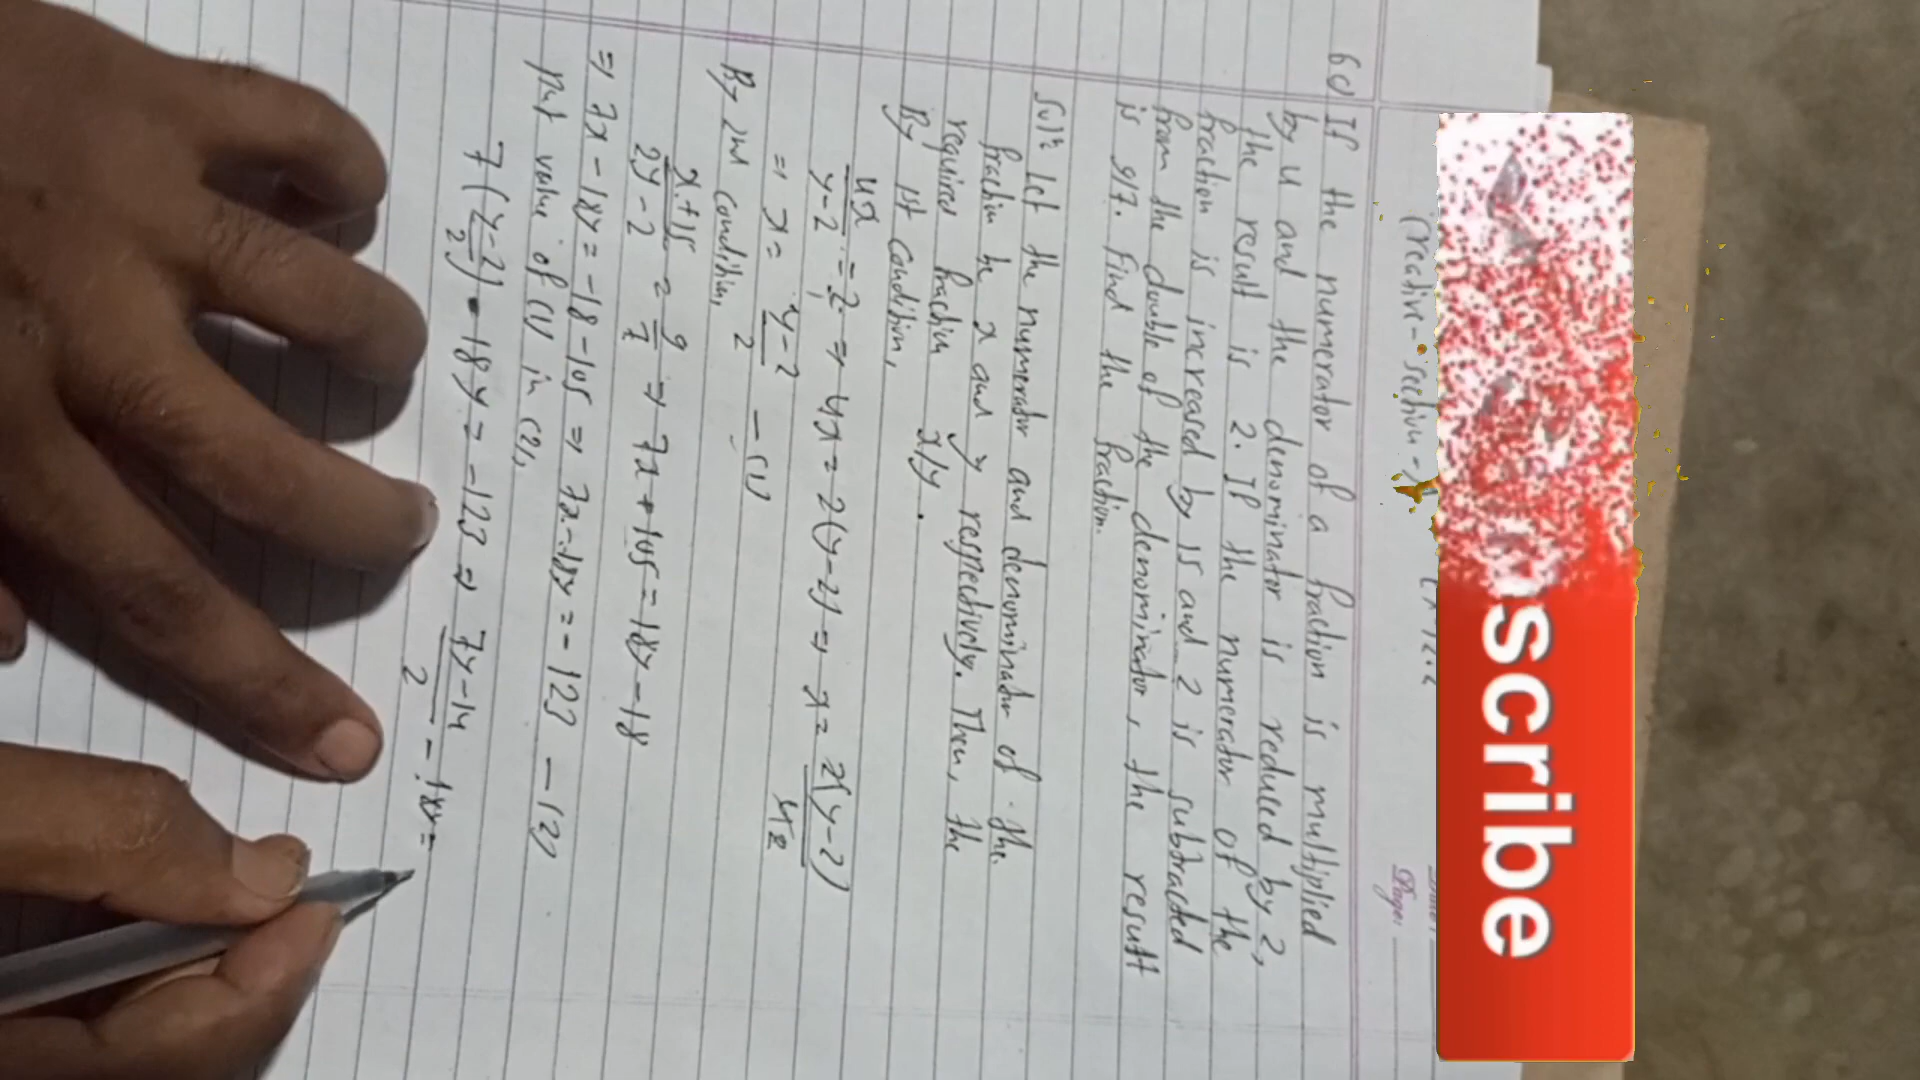 (reative-section-A
Page:
6c) If the numerator of a fraction is multiplied
by 4 and the denominator is reduced by 2,
the result is 2. If the numerator of the
fraction is increased by 15 and 2 is subtracted
from the double of the denominator, the result
is 9/7. Find the fraction.
Solⁿ: Let the numerator and denominator of the.
fraction be x and y respectively. Then, the
required fraction x/y.
By 1st condition,
4x/y-2 = 2 ⇒ 4x = 2(y-2) ⇒ x = 2(y-2)/4 2
⇒ x = y-2/2 - (1)
By 2nd condition,
x+15/2y-2 = 9/7 ⇒ 7x+105=18y-18
⇒ 7x-18y=-18-105 ⇒ 7x-18y=-123 - (2)
Put value of (1) in (2),
7(y-2/2) - 18y = -123 ⇒ 7y-14/2 - 18y =
scribe